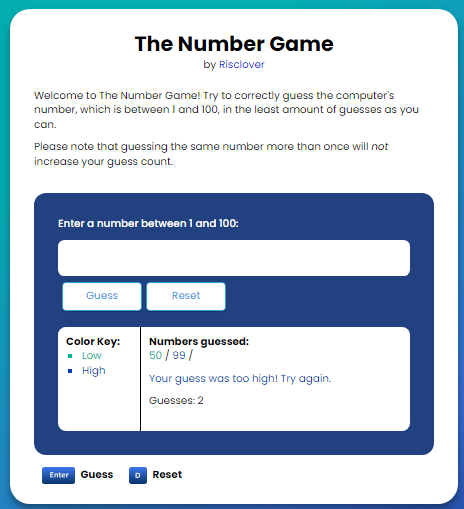 The Number Game
by Risclover
Welcome to The Number Game! Try to correctly guess the computer's
number, which is between 1 and 100, in the least amount of guesses as you
can.
Please note that guessing the same number more than once will not
increase your guess count.
Enter a number between 1 and 100:
Guess Reset
Color Key:
Low
High
Numbers guessed:
50 / 99 /
Your guess was too high! Try again.
Guesses: 2
Enter Guess D Reset